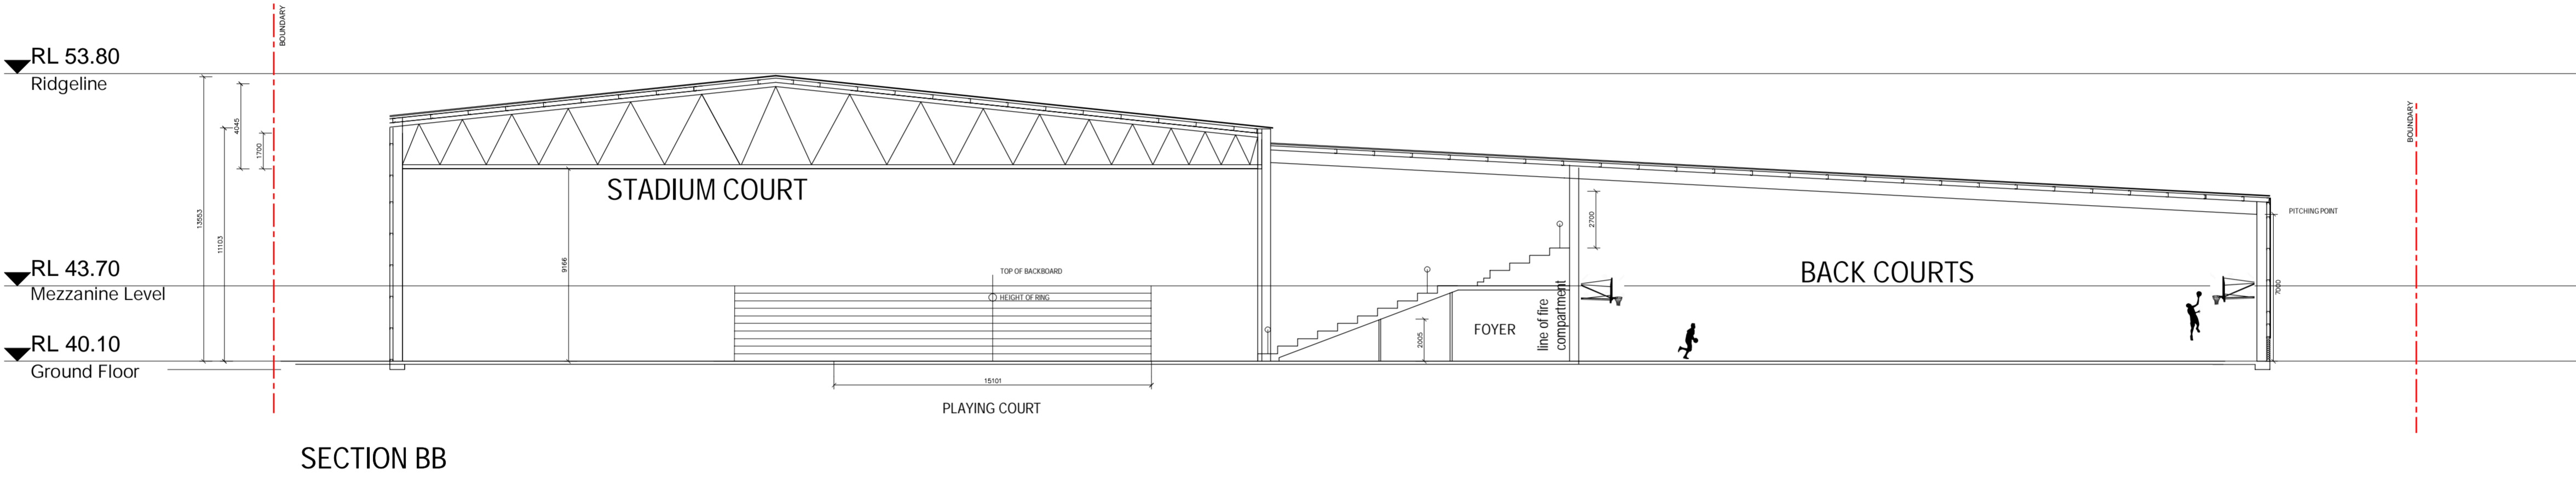 BOUNDARY
RL 53.80
Ridgeline
4045
1700
13553
11103
STADIUM COURT
9166
TOP OF BACKBOARD
HEIGHT OF RING
RL 43.70
Mezzanine Level
RL 40.10
Ground Floor
15101
PLAYING COURT
2005
FOYER
line of fire
compartment
2700
BACK COURTS
PITCHING POINT
7000
BOUNDARY
SECTION BB